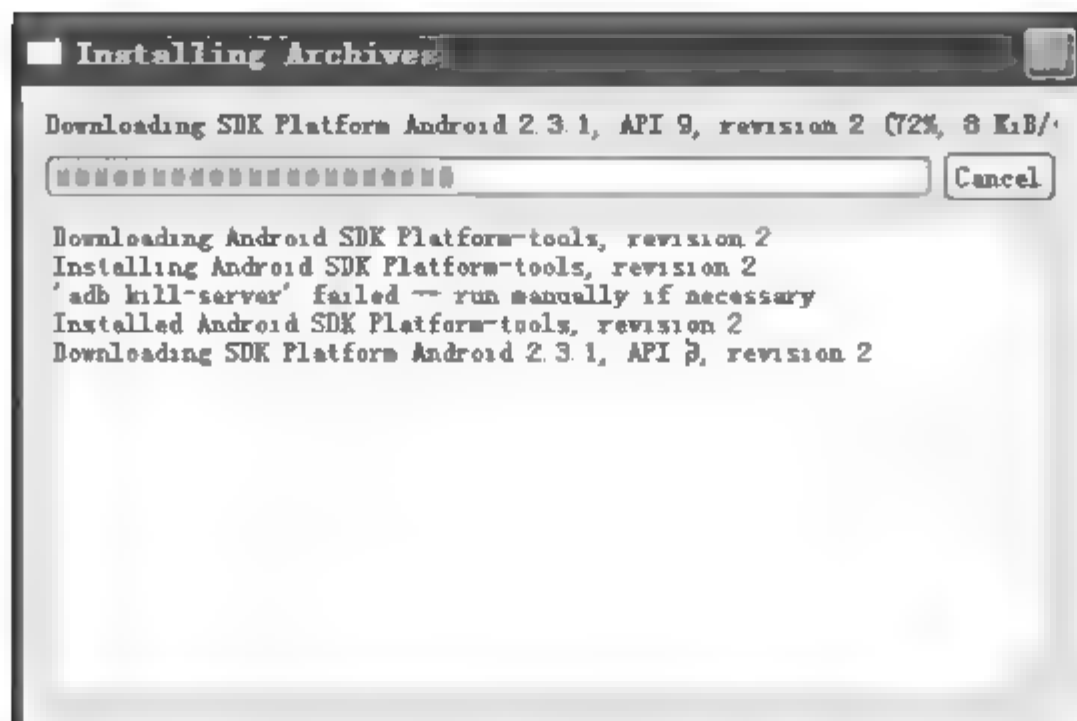 Installing Archives
Downloading SDK Platform Android 2.3.1, API 9, revision 2 (72%, 8 KiB/
Cancel
Downloading Android SDK Platform-tools, revision 2
Installing Android SDK Platform-tools, revision 2
'adb kill-server' failed -- run manually if necessary
Installed Android SDK Platform-tools, revision 2
Downloading SDK Platform Android 2.3.1, API 9, revision 2